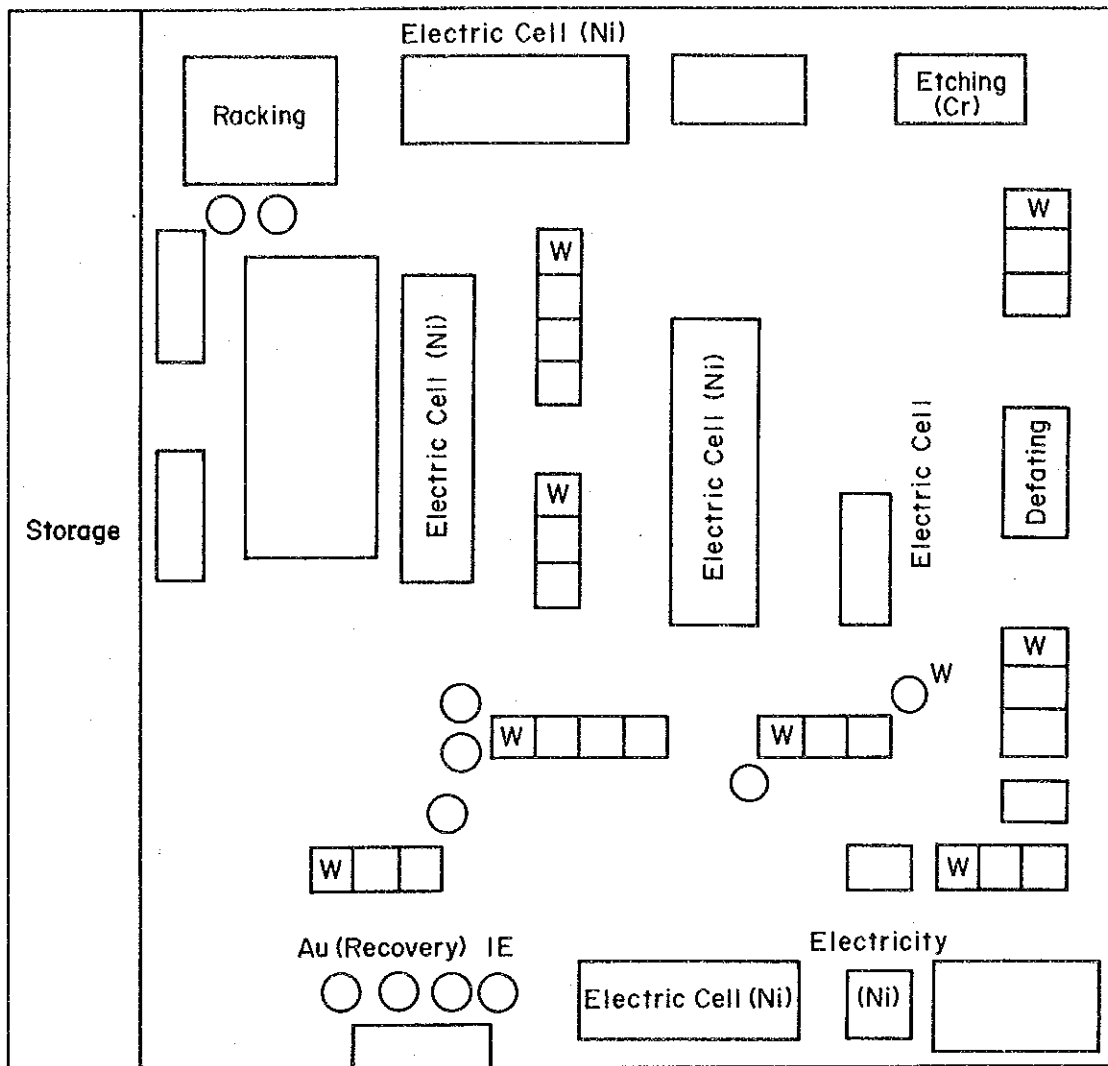 Electric Cell (Ni)
Racking
Etching
(Cr)
W
W
Electric Cell (Ni)
Electric Cell (Ni)
Electric Cell
Defating
W
Storage
W
W
W
W
W
W
Au (Recovery) IE
Electricity
Electric Cell (Ni)
(Ni)